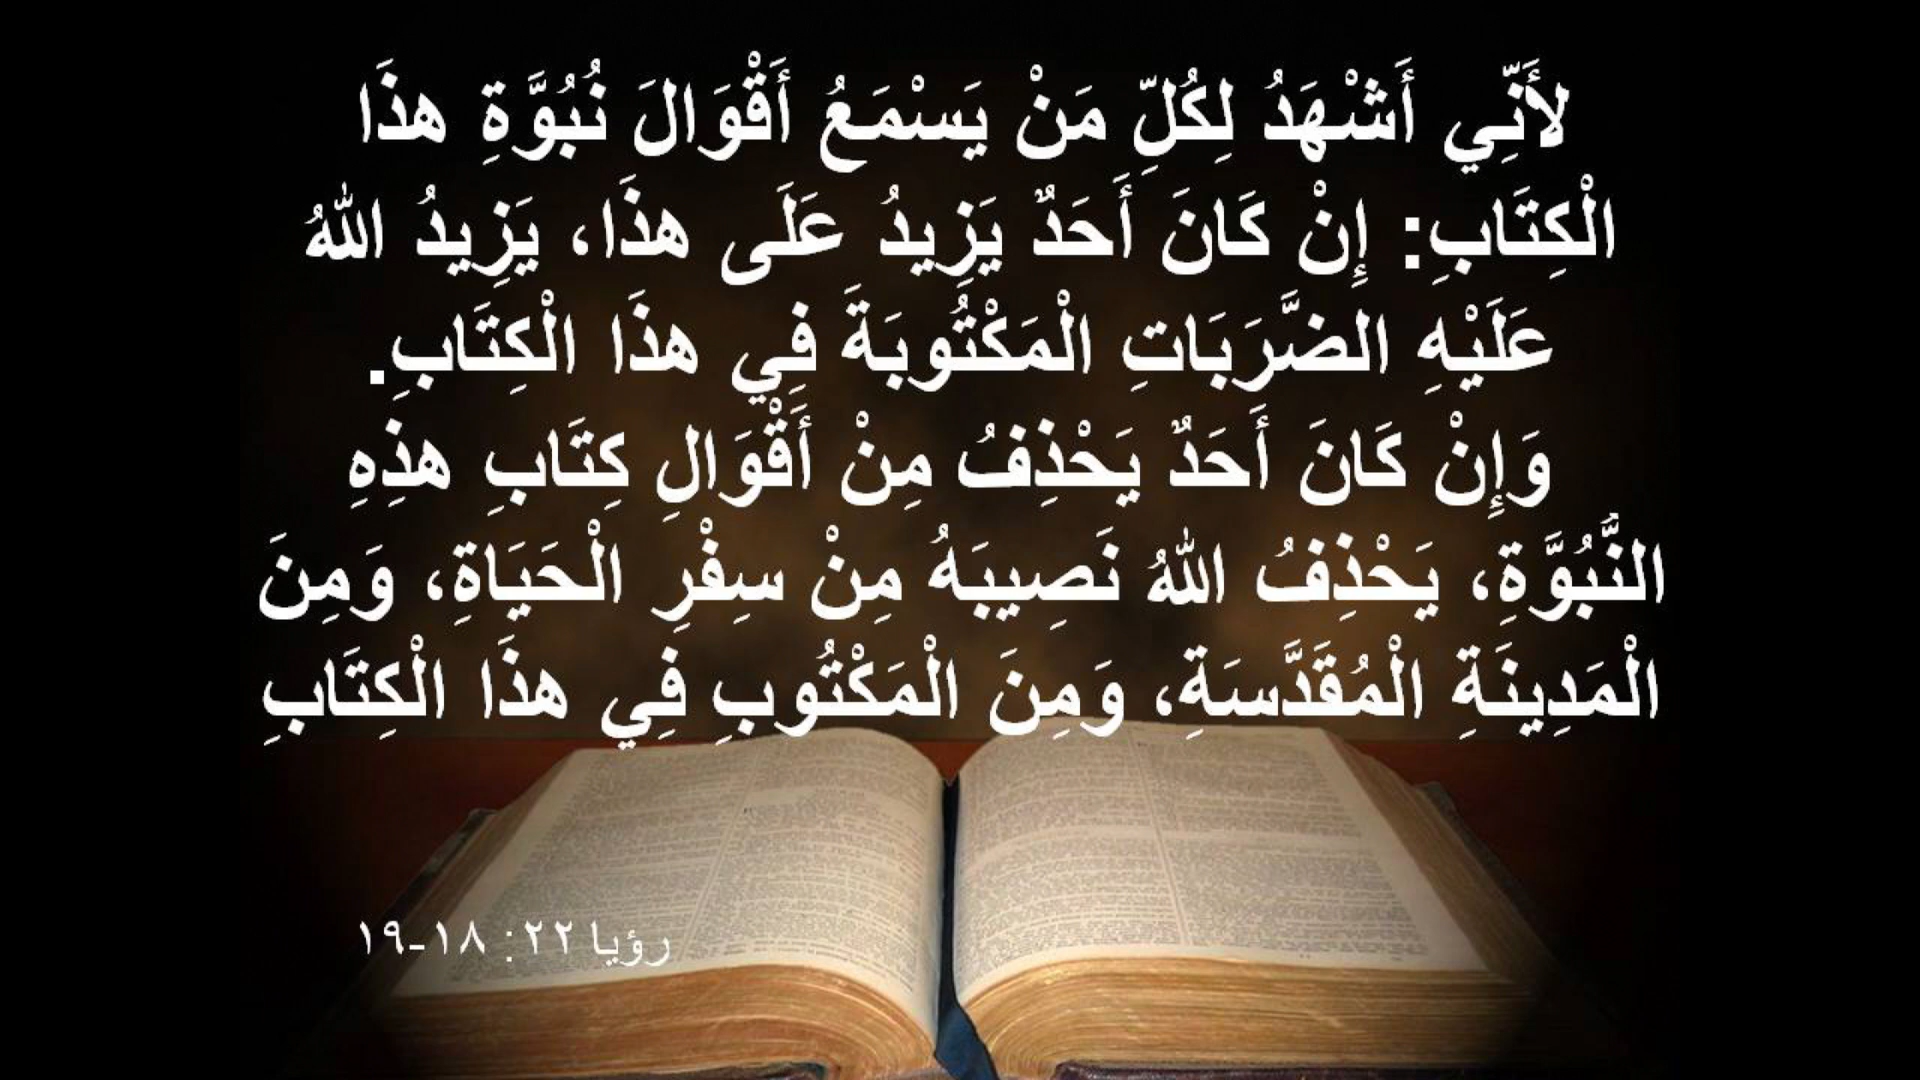 لأَنِّي أَشْهَدُ لِكُلِّ مَنْ يَسْمَعُ أَقْوَالَ نُبُوَّةِ هذَا
الْكِتَابِ: إِنْ كَانَ أَحَدٌ يَزِيدُ عَلَى هذَا، يَزِيدُ اللهُ
عَلَيْهِ الضَّرَبَاتِ الْمَكْتُوبَةَ فِي هذَا الْكِتَابِ.
وَإِنْ كَانَ أَحَدٌ يَحْذِفُ مِنْ أَقْوَالِ كِتَابِ هذِهِ
النُّبُوَّةِ، يَحْذِفُ اللهُ نَصِيبَهُ مِنْ سِفْرِ الْحَيَاةِ، وَمِنَ
الْمَدِينَةِ الْمُقَدَّسَةِ، وَمِنَ الْمَكْتُوبِ فِي هذَا الْكِتَابِ
رؤيا ٢٢: ١٨-١٩